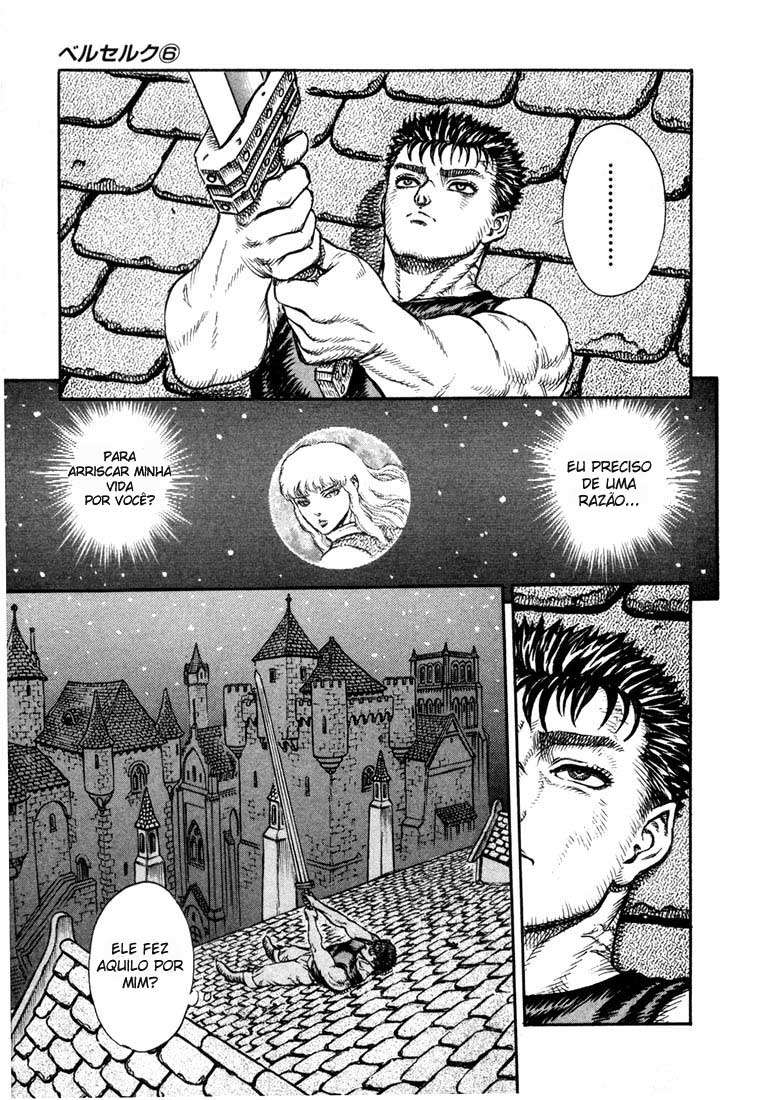 ベルセルク⑥
…………
EU PRECISO
DE UMA
RAZÃO...
PARA
ARRISCAR MINHA
VIDA
POR VOCÊ?
ELE FEZ
AQUILO POR
MIM?